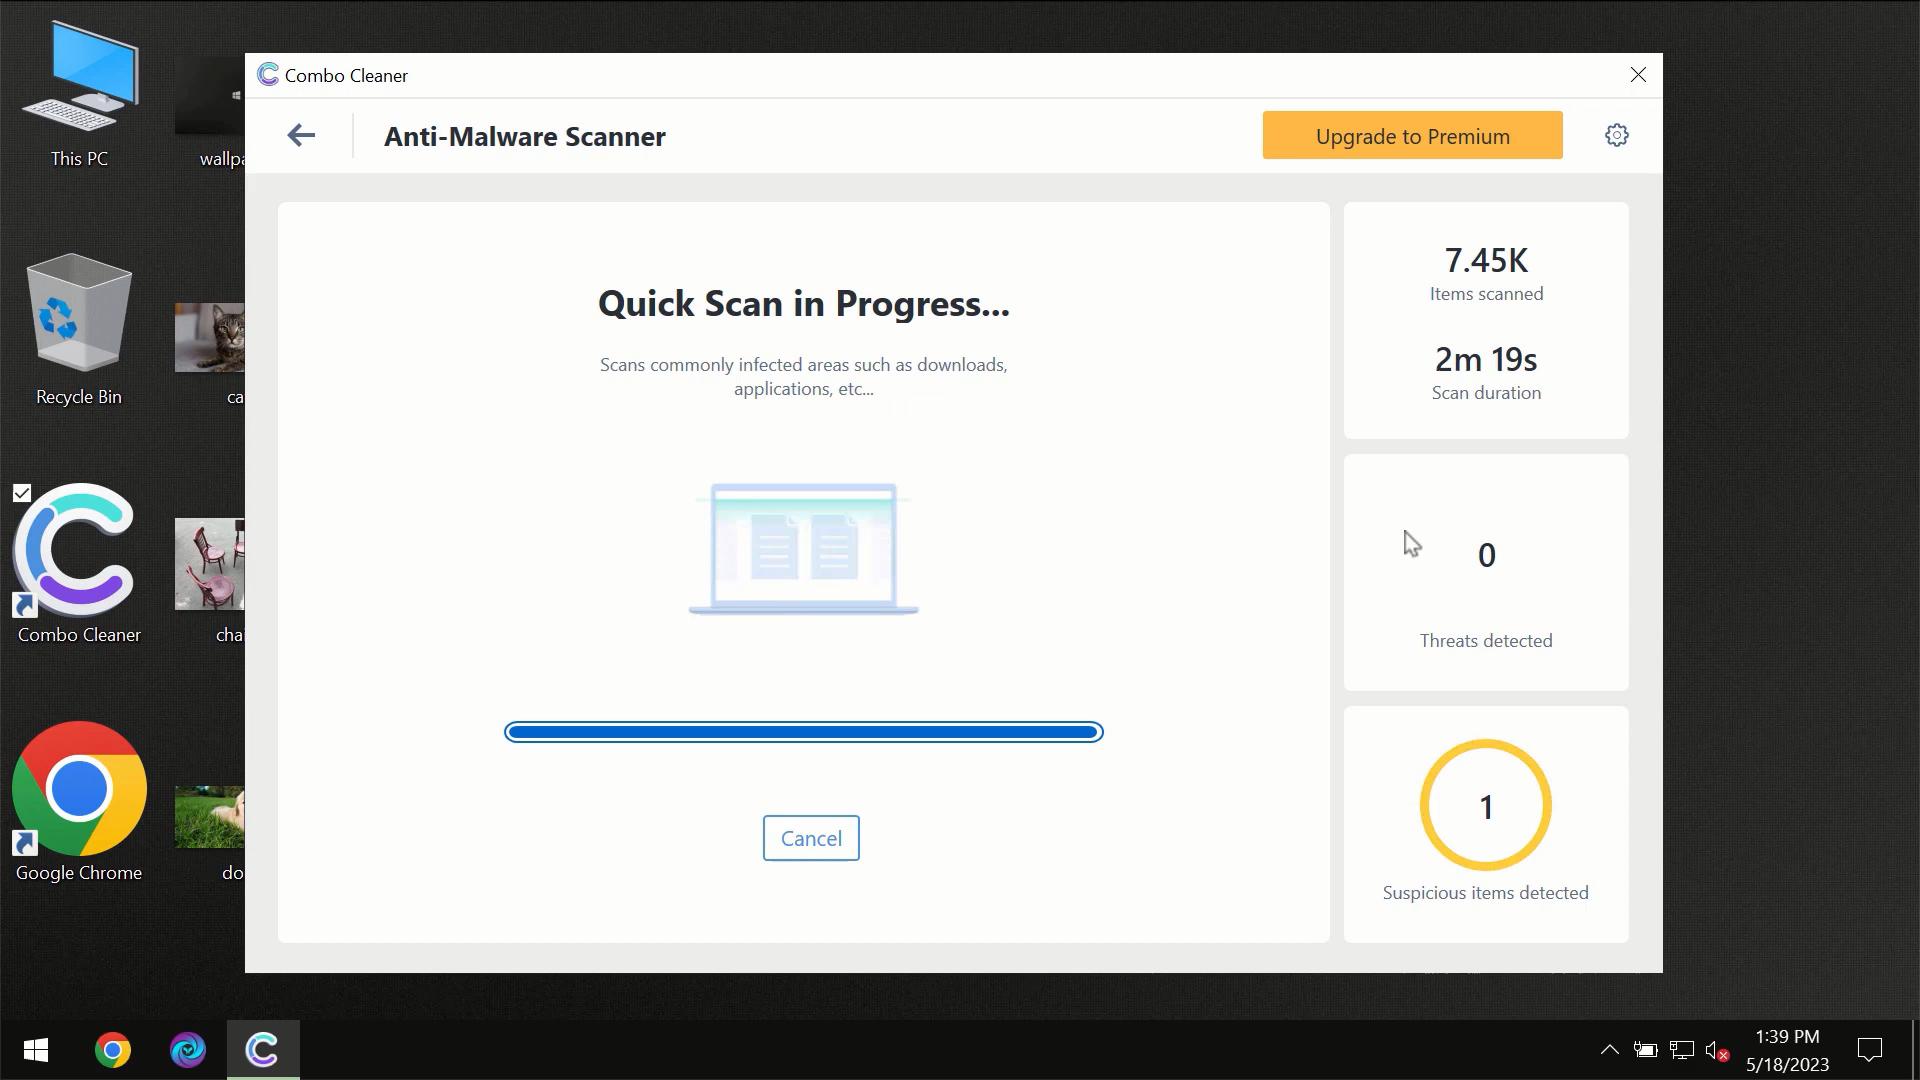 Combo Cleaner
Anti-Malware Scanner
Upgrade to Premium
Quick Scan in Progress...
Scans commonly infected areas such as downloads,
applications, etc...
Cancel
7.45K
Items scanned
2m 19s
Scan duration
0
Threats detected
1
Suspicious items detected
This PC
wallpa
Recycle Bin
ca
Combo Cleaner
chai
Google Chrome
do
1:39 PM
5/18/2023